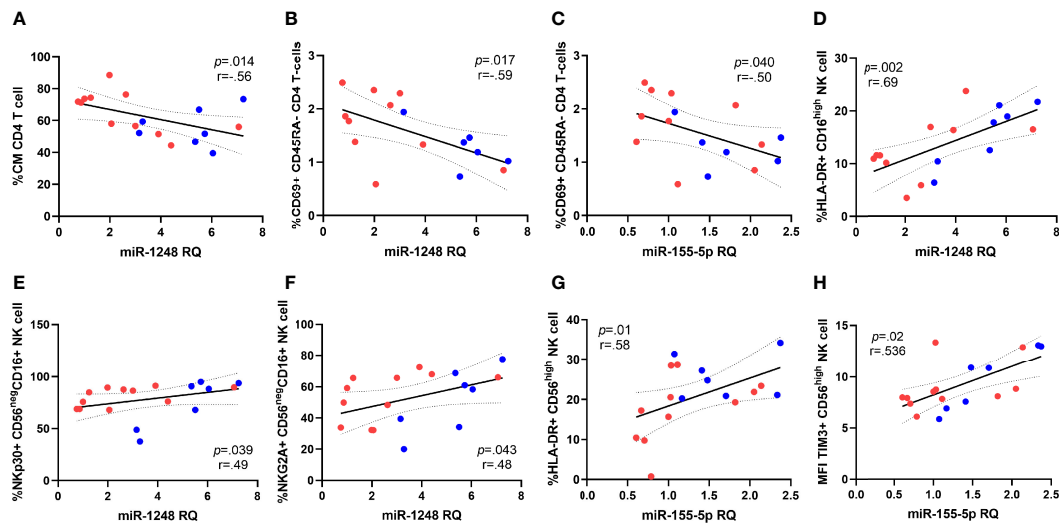 A
%CM CD4 T cell
100
80
60
40
20
0
0 2 4 6 8
miR-1248 RQ
p=.014
r=-.56
B
%CD69+ CD45RA- CD4 T-cells
3
2
1
0
0 2 4 6 8
miR-1248 RQ
p=.017
r=-.59
C
%CD69+ CD45RA- CD4 T-cells
3
2
1
0
0.0 0.5 1.0 1.5 2.0 2.5
miR-155-5p RQ
p=.040
r=-.50
D
%HLA-DR+ CD16high NK cell
30
20
10
0
0 2 4 6 8
miR-1248 RQ
p=.002
r=.69
E
%NKp30+ CD56negCD16+ NK cell
150
100
50
0
0 2 4 6 8
miR-1248 RQ
p=.039
r=.49
F
%NKG2A+ CD56negCD16+ NK cell
100
80
60
40
20
0
0 2 4 6 8
miR-1248 RQ
p=.043
r=.48
G
%HLA-DR+ CD56high NK cell
40
30
20
10
0
0.0 0.5 1.0 1.5 2.0 2.5
miR-155-5p RQ
p=.01
r=.58
H
MFI TIM3+ CD56high NK cell
15
10
5
0
0.0 0.5 1.0 1.5 2.0 2.5
miR-155-5p RQ
p=.02
r=.536